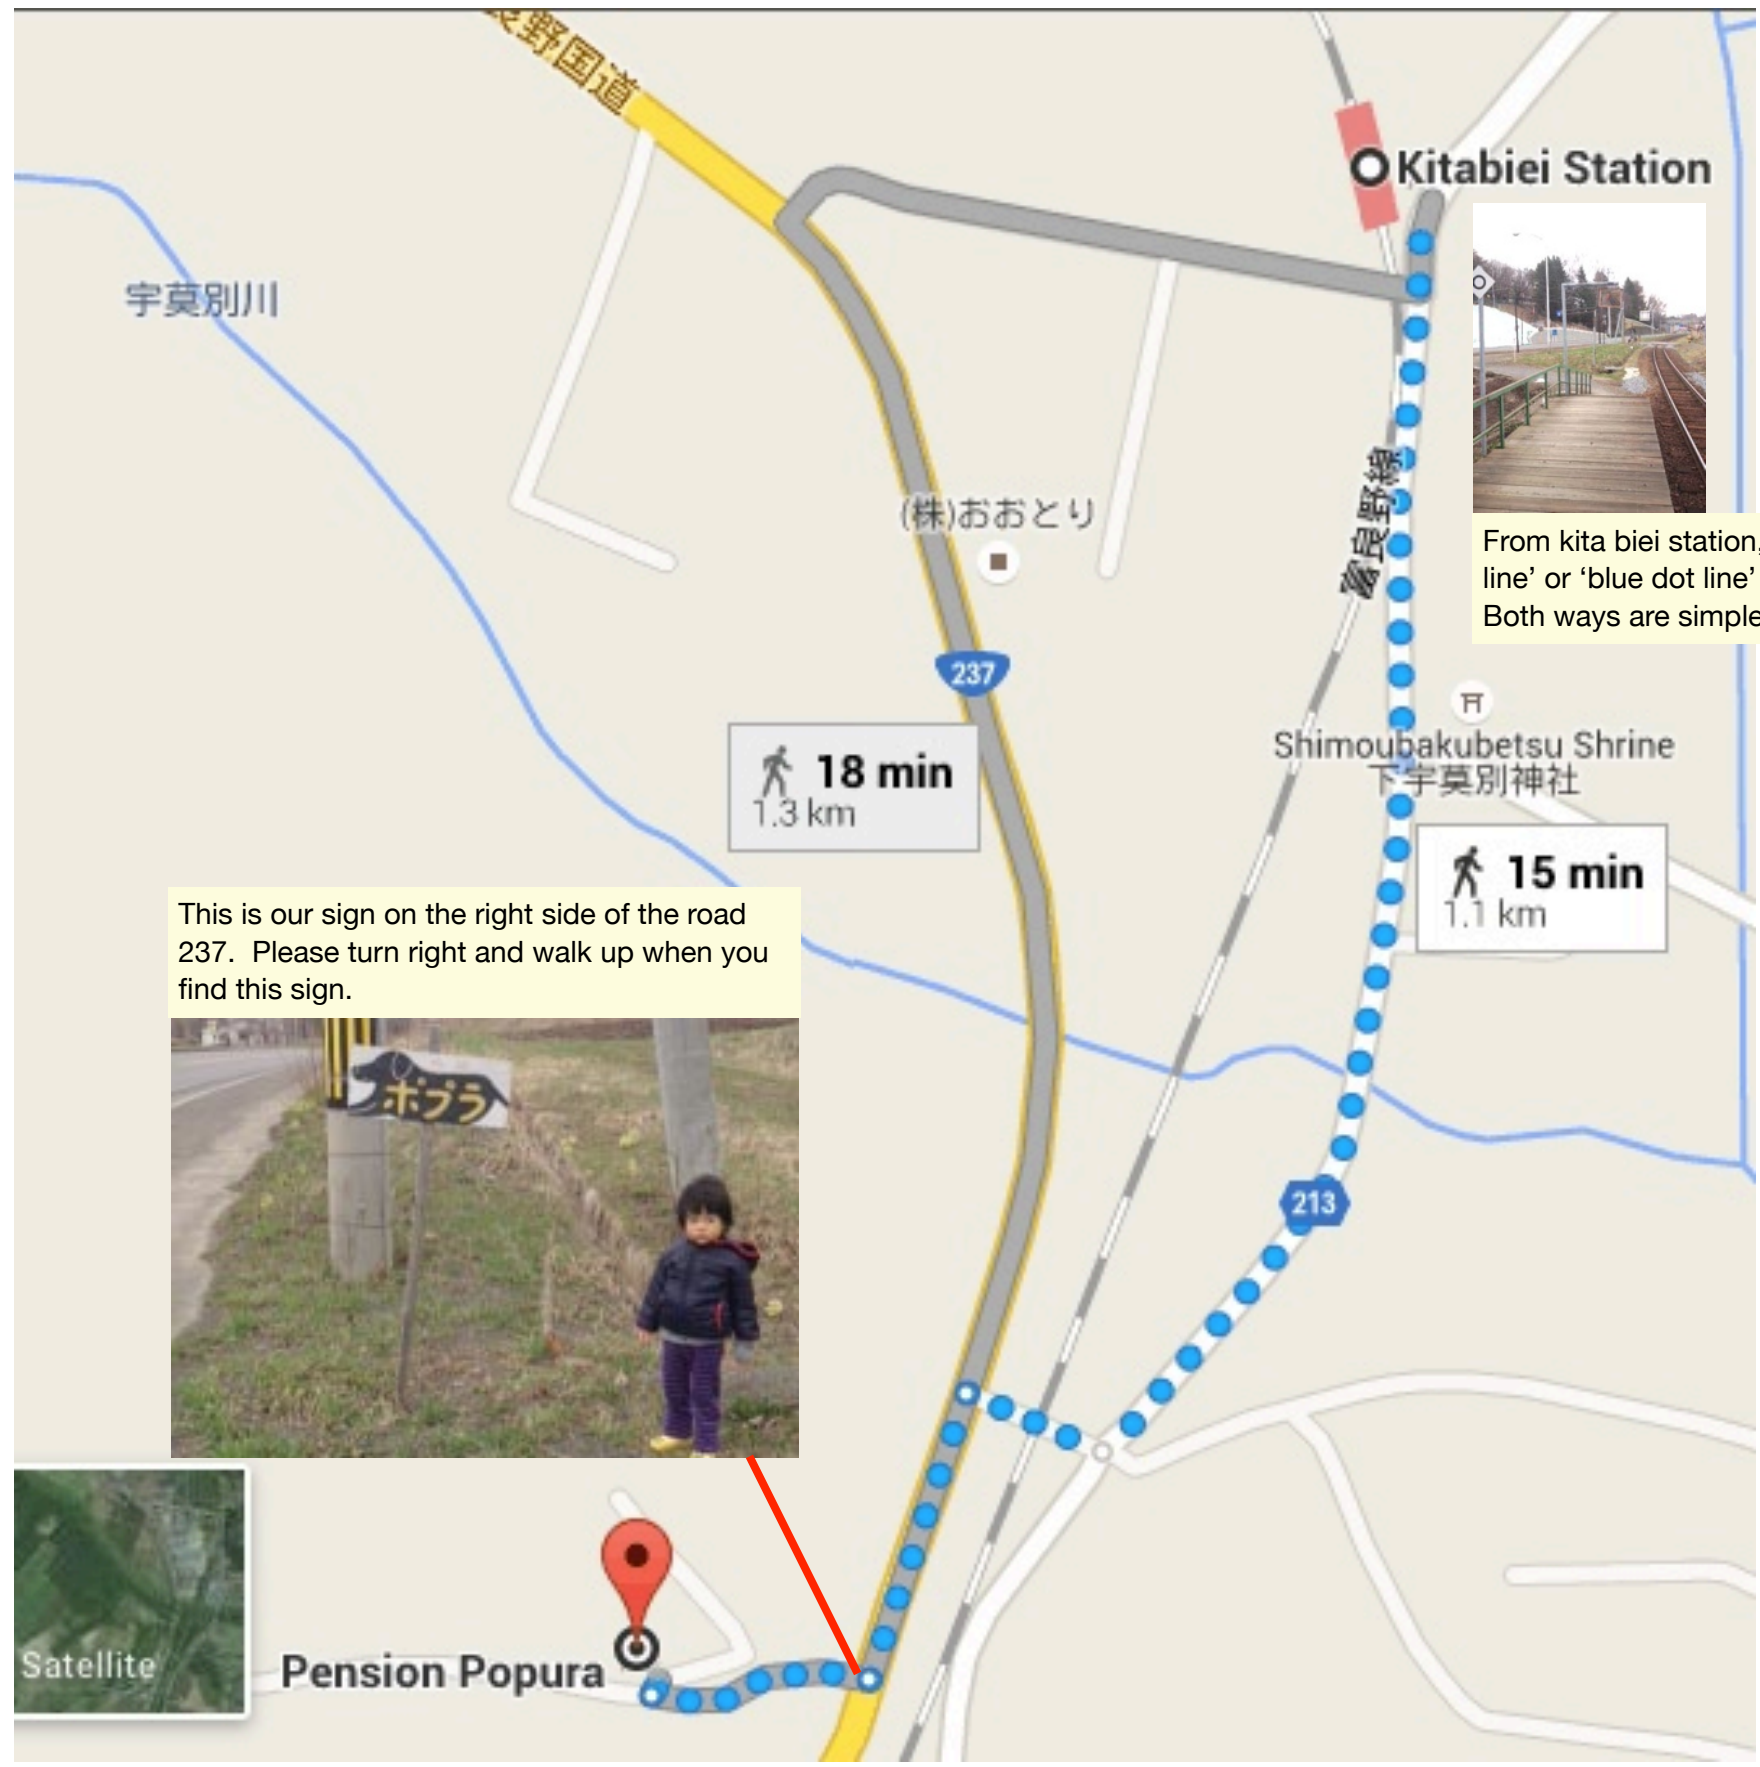 良野国道
Kitabiei Station
宇莫別川
(株)おおとり
富良野線
From kita biei station,
line’ or ‘blue dot line’
Both ways are simple
237
Shimoubakubetsu Shrine
下宇莫別神社
18 min
1.3 km
15 min
1.1 km
This is our sign on the right side of the road
237. Please turn right and walk up when you
find this sign.
ポプラ
213
Satellite
Pension Popura